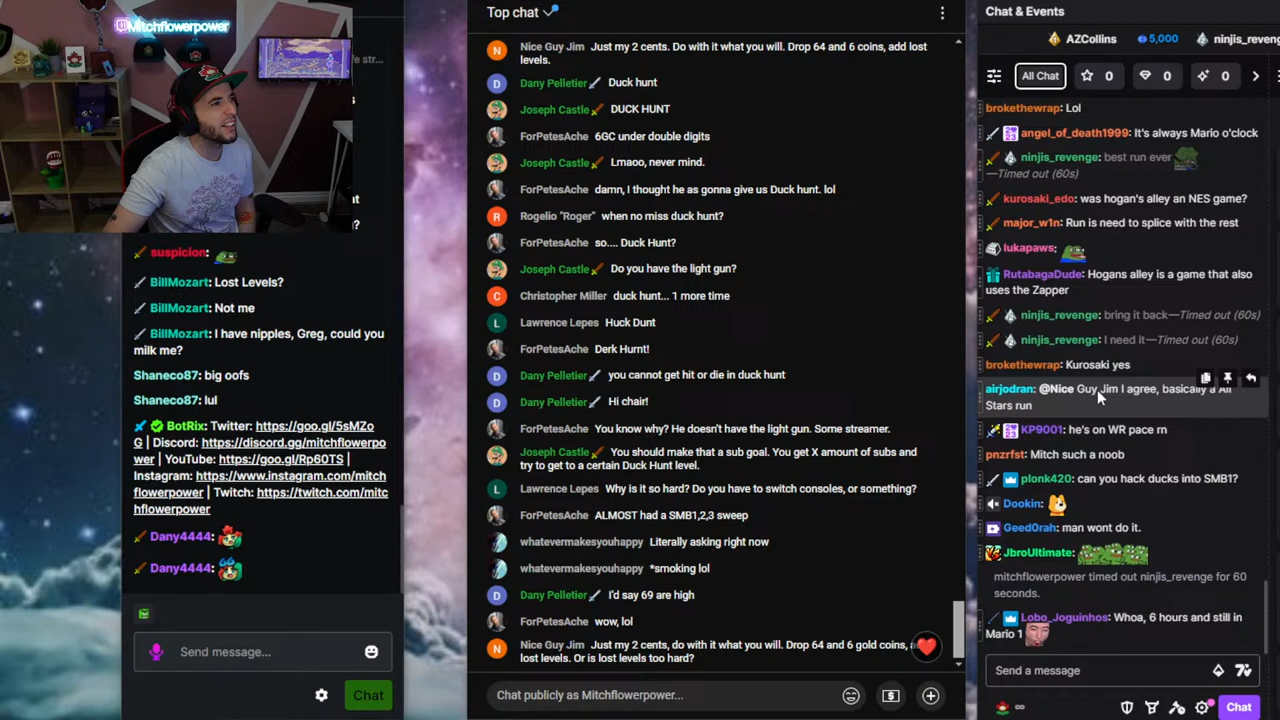 Mitchflowerpower
suspicion:
BillMozart: Lost Levels?
BillMozart: Not me
BillMozart: I have nipples, Greg, could you
milk me?
Shaneco87: big oofs
Shaneco87: lul
BotRix: Twitter: https://goo.gl/5sMZo
G | Discord: https://discord.gg/mitchflowerpo
wer | YouTube: https://goo.gl/Rp60TS |
Instagram: https://www.instagram.com/mitc
hflowerpower | Twitch: https://twitch.com/mitc
hflowerpower
Dany4444:
Dany4444:
Send message...
Chat
Top chat
Nice Guy Jim Just my 2 cents. Do with it what you will. Drop 64 and 6 coins, add lost
levels.
Dany Pelletier Duck hunt
Joseph Castle DUCK HUNT
ForPetesAche 6GC under double digits
Joseph Castle Lmaoo, never mind.
ForPetesAche damn, I thought he as gonna give us Duck hunt. lol
Rogelio "Roger" when no miss duck hunt?
ForPetesAche so.... Duck Hunt?
Joseph Castle Do you have the light gun?
Christopher Miller duck hunt... 1 more time
Lawrence Lepes Huck Dunt
ForPetesAche Derk Hurnt!
Dany Pelletier you cannot get hit or die in duck hunt
Dany Pelletier Hi chair!
ForPetesAche You know why? He doesn't have the light gun. Some streamer.
Joseph Castle You should make that a sub goal. You get X amount of subs and
try to get to a certain Duck Hunt level.
Lawrence Lepes Why is it so hard? Do you have to switch consoles, or something?
ForPetesAche ALMOST had a SMB1,2,3 sweep
whatevermakesyouhappy Literally asking right now
whatevermakesyouhappy *smoking lol
Dany Pelletier I'd say 69 are high
ForPetesAche wow, lol
Nice Guy Jim Just my 2 cents, do with it what you will. Drop 64 and 6 gold coins,
lost levels. Or is lost levels too hard?
Chat publicly as Mitchflowerpower...
Chat & Events
AZCollins 5,000 ninjis_reveng
All Chat 0 0 0
brokethewrap: Lol
angel_of_death1999: It's always Mario o'clock
ninjis_revenge: best run ever
—Timed out (60s)
kurosaki_edo: was hogan's alley an NES game?
major_w1n: Run is need to splice with the rest
lukapaws:
RutabagaDude: Hogans alley is a game that also
uses the Zapper
ninjis_revenge: bring it back—Timed out (60s)
ninjis_revenge: I need it—Timed out (60s)
brokethewrap: Kurosaki yes
airjodran: @Nice Guy Jim I agree, basically a All
Stars run
KP9001: he's on WR pace rn
pnzrfst: Mitch such a noob
plonk420: can you hack ducks into SMB1?
Dookin:
Geed0rah: man wont do it.
JbroUltimate:
mitchflowerpower timed out ninjis_revenge for 60
seconds.
Lobo_Joguinhos: Whoa, 6 hours and still in
Mario 1
Send a message
Chat